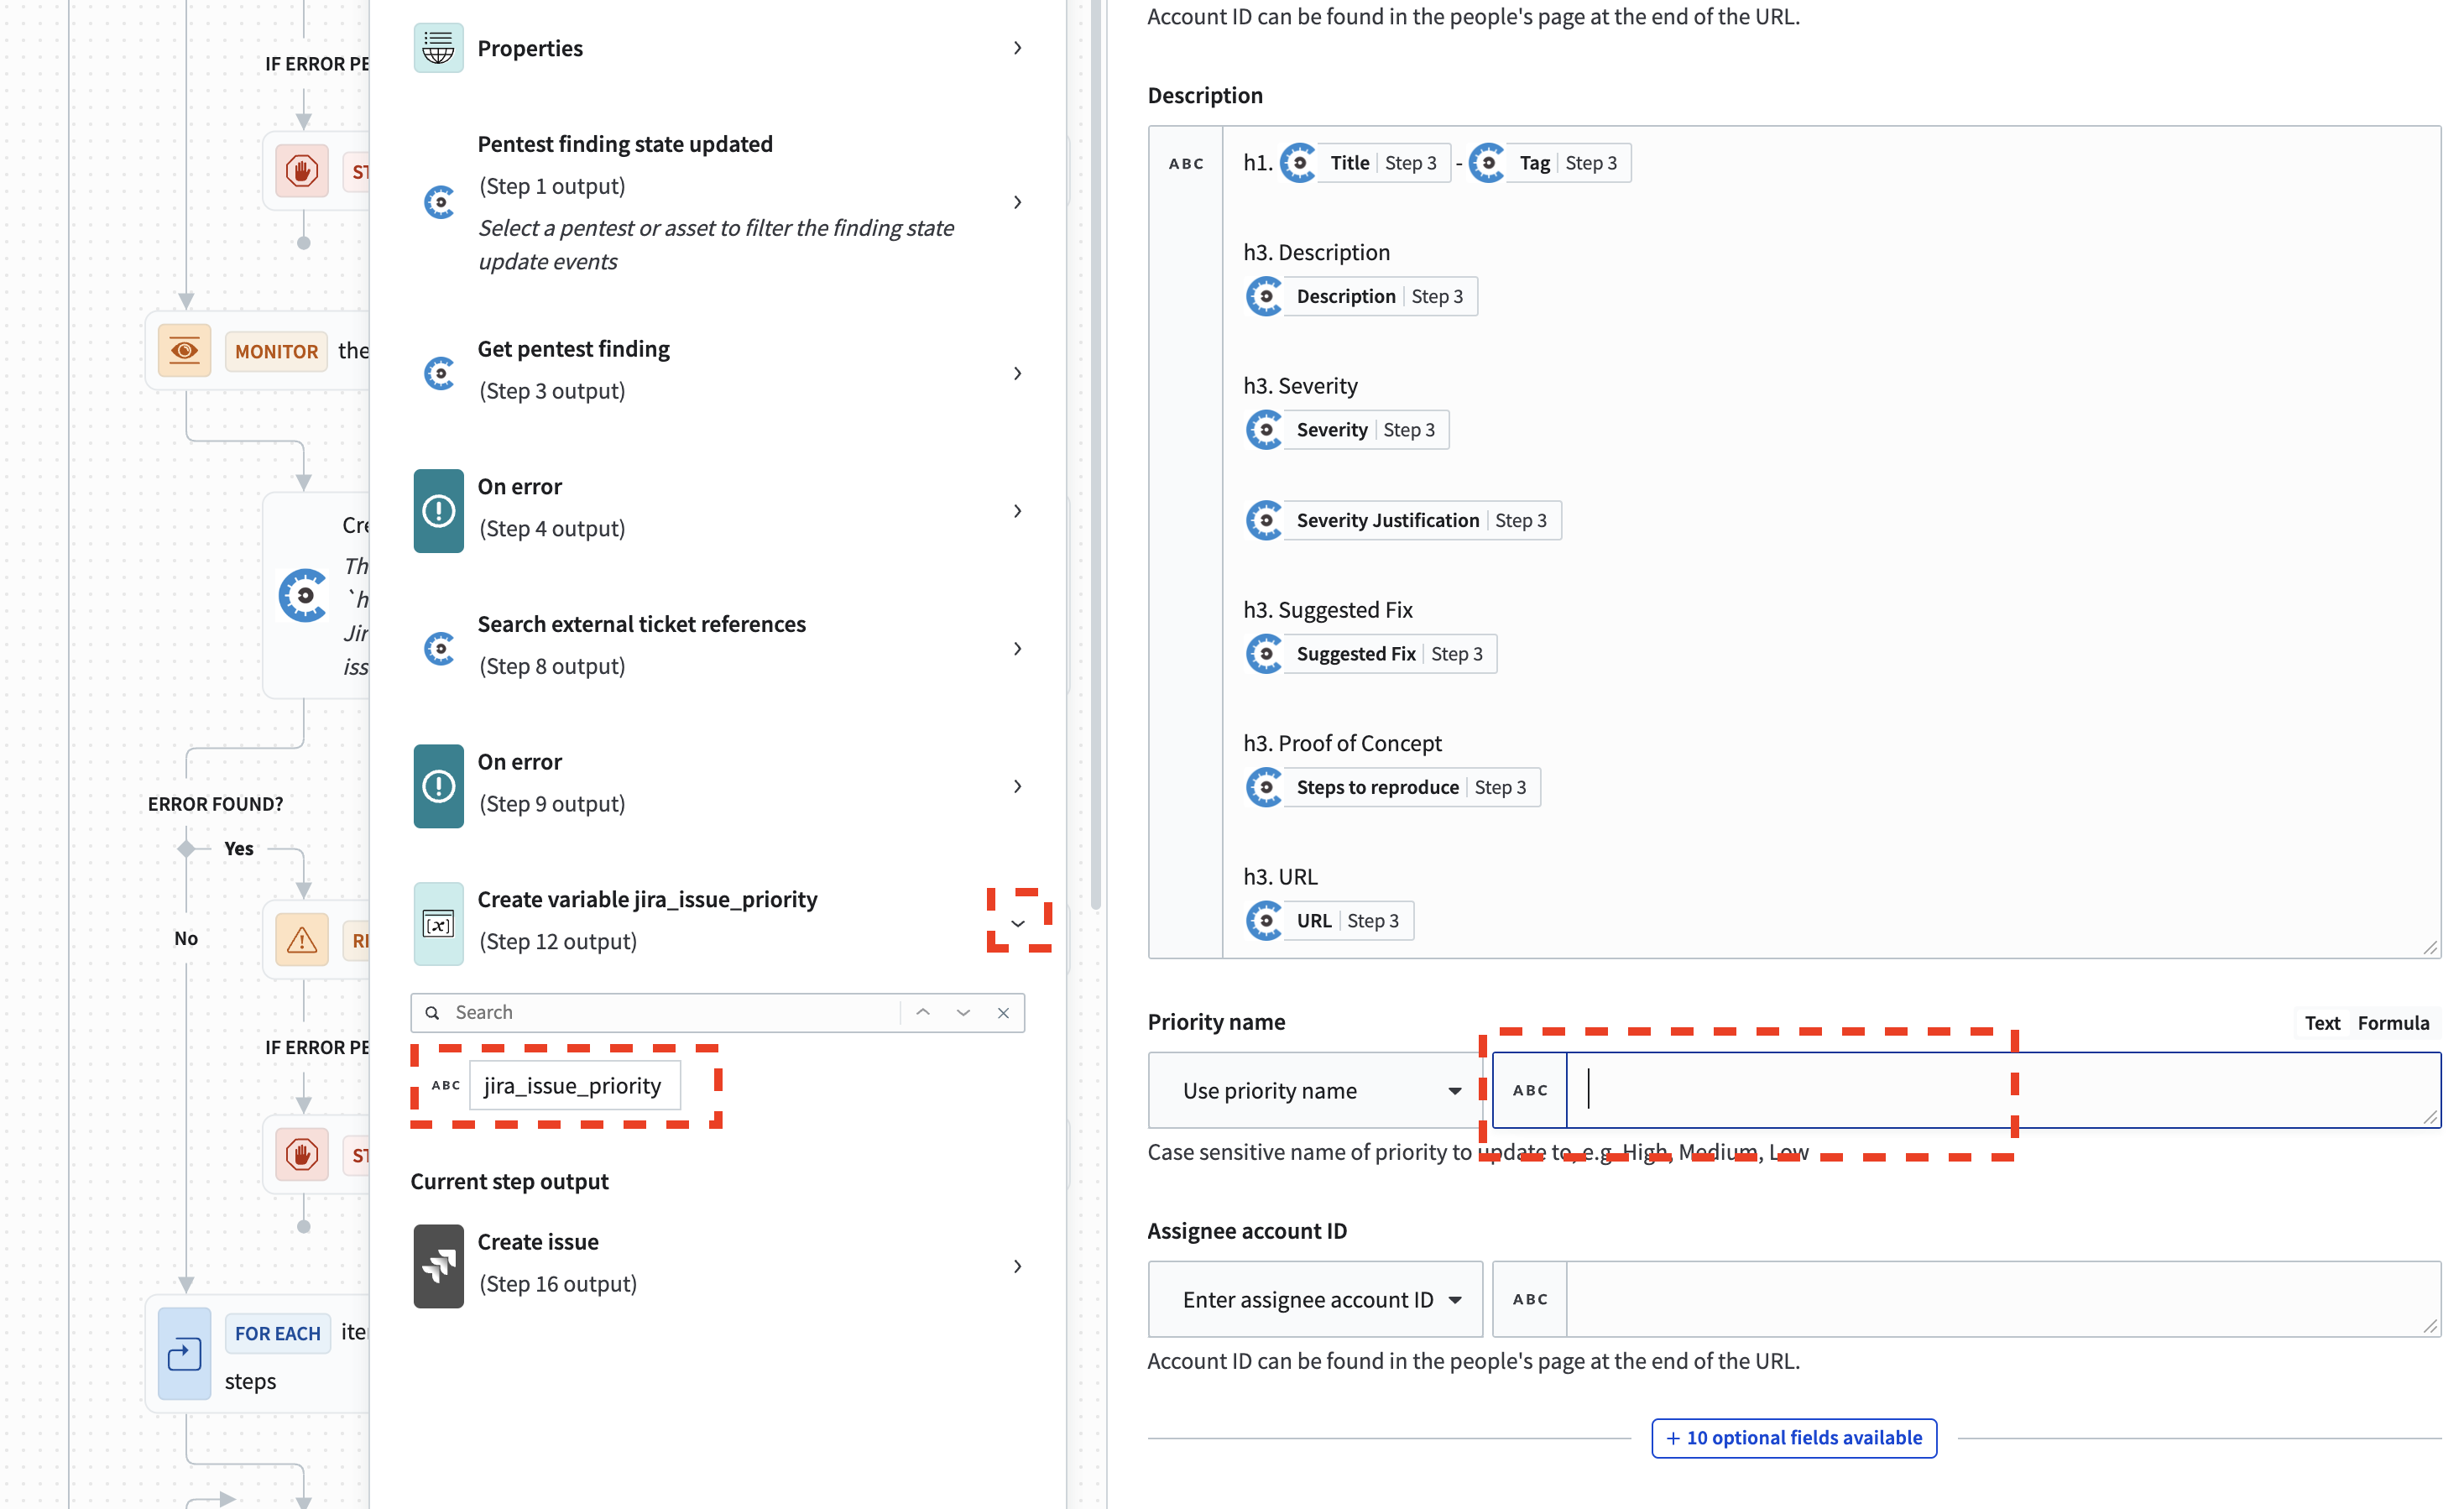 IF ERROR PE
ST
MONITOR the
Cre
Th
`h
Jir
iss
ERROR FOUND?
Yes
No
RE
IF ERROR PE
ST
FOR EACH ite
steps
Properties
Pentest finding state updated
(Step 1 output)
Select a pentest or asset to filter the finding state
update events
Get pentest finding
(Step 3 output)
On error
(Step 4 output)
Search external ticket references
(Step 8 output)
On error
(Step 9 output)
Create variable jira_issue_priority
(Step 12 output)
Search
ABC jira_issue_priority
Current step output
Create issue
(Step 16 output)
Account ID can be found in the people's page at the end of the URL.
Description
ABC
h1. Title Step 3 - Tag Step 3
h3. Description
Description Step 3
h3. Severity
Severity Step 3
Severity Justification Step 3
h3. Suggested Fix
Suggested Fix Step 3
h3. Proof of Concept
Steps to reproduce Step 3
h3. URL
URL Step 3
Priority name Text Formula
Use priority name ABC
Case sensitive name of priority to update to, e.g. High, Medium, Low
Assignee account ID
Enter assignee account ID ABC
Account ID can be found in the people's page at the end of the URL.
+ 10 optional fields available